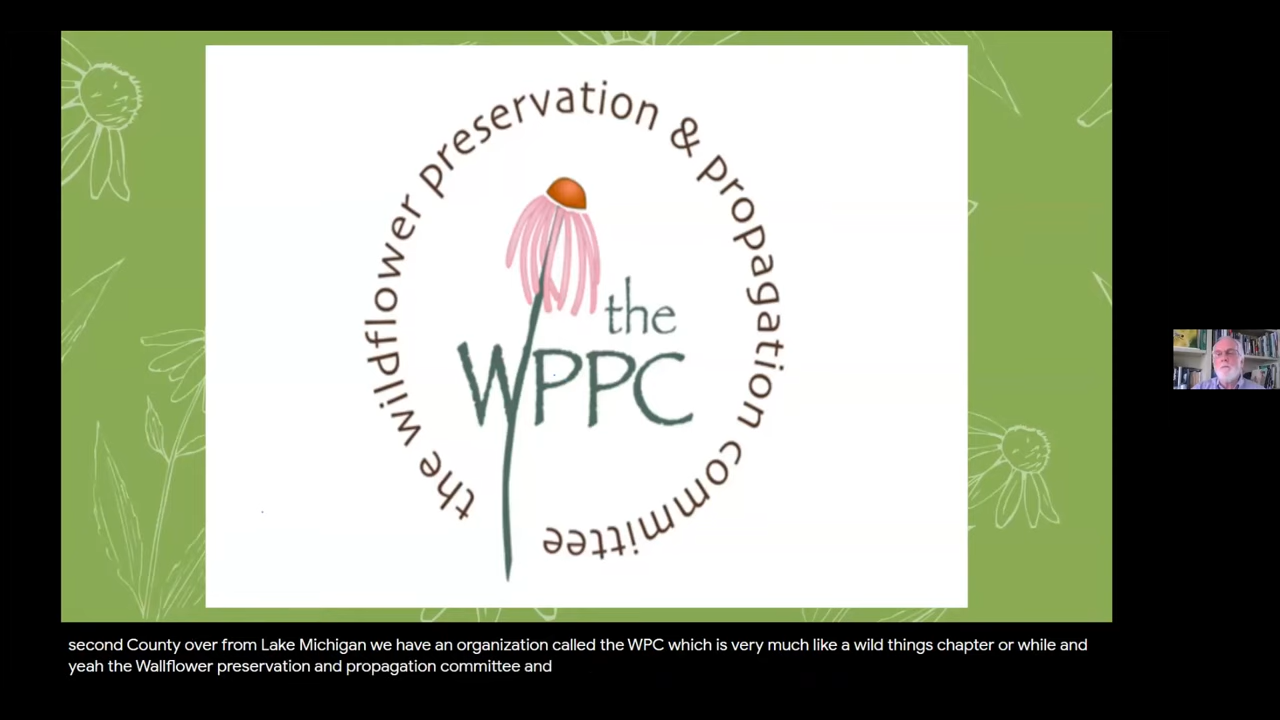 the wildflower preservation & propagation committee
the
WPPC
second County over from Lake Michigan we have an organization called the WPC which is very much like a wild things chapter or while and
yeah the Wallflower preservation and propagation committee and